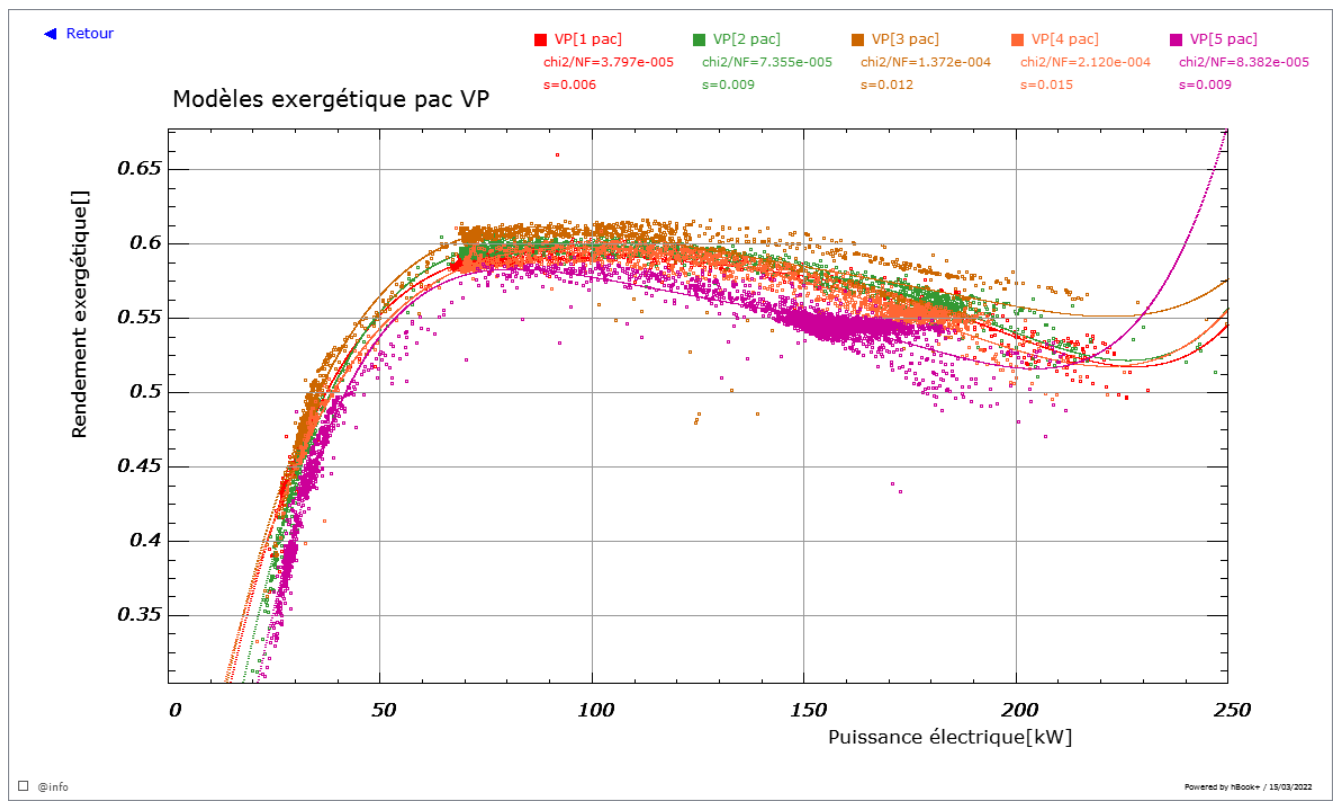 ◀ Retour
VP[1 pac] VP[2 pac] VP[3 pac] VP[4 pac] VP[5 pac]
chi2/NF=3.797e-005 chi2/NF=7.355e-005 chi2/NF=1.372e-004 chi2/NF=2.120e-004 chi2/NF=8.382e-005
s=0.006 s=0.009 s=0.012 s=0.015 s=0.009
Modèles exergétique pac VP
Rendement exergétique[]
0.65
0.6
0.55
0.5
0.45
0.4
0.35
0 50 100 150 200 250
Puissance électrique[kW]
@info
Powered by hBook+ / 15/03/2022